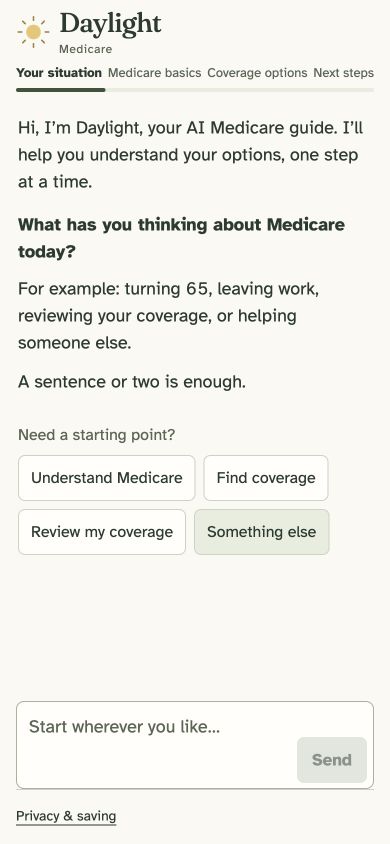 Daylight
Medicare
Your situation Medicare basics Coverage options Next steps
Hi, I’m Daylight, your AI Medicare guide. I’ll
help you understand your options, one step
at a time.
What has you thinking about Medicare
today?
For example: turning 65, leaving work,
reviewing your coverage, or helping
someone else.
A sentence or two is enough.
Need a starting point?
Understand Medicare Find coverage
Review my coverage Something else
Start wherever you like...
Send
Privacy & saving